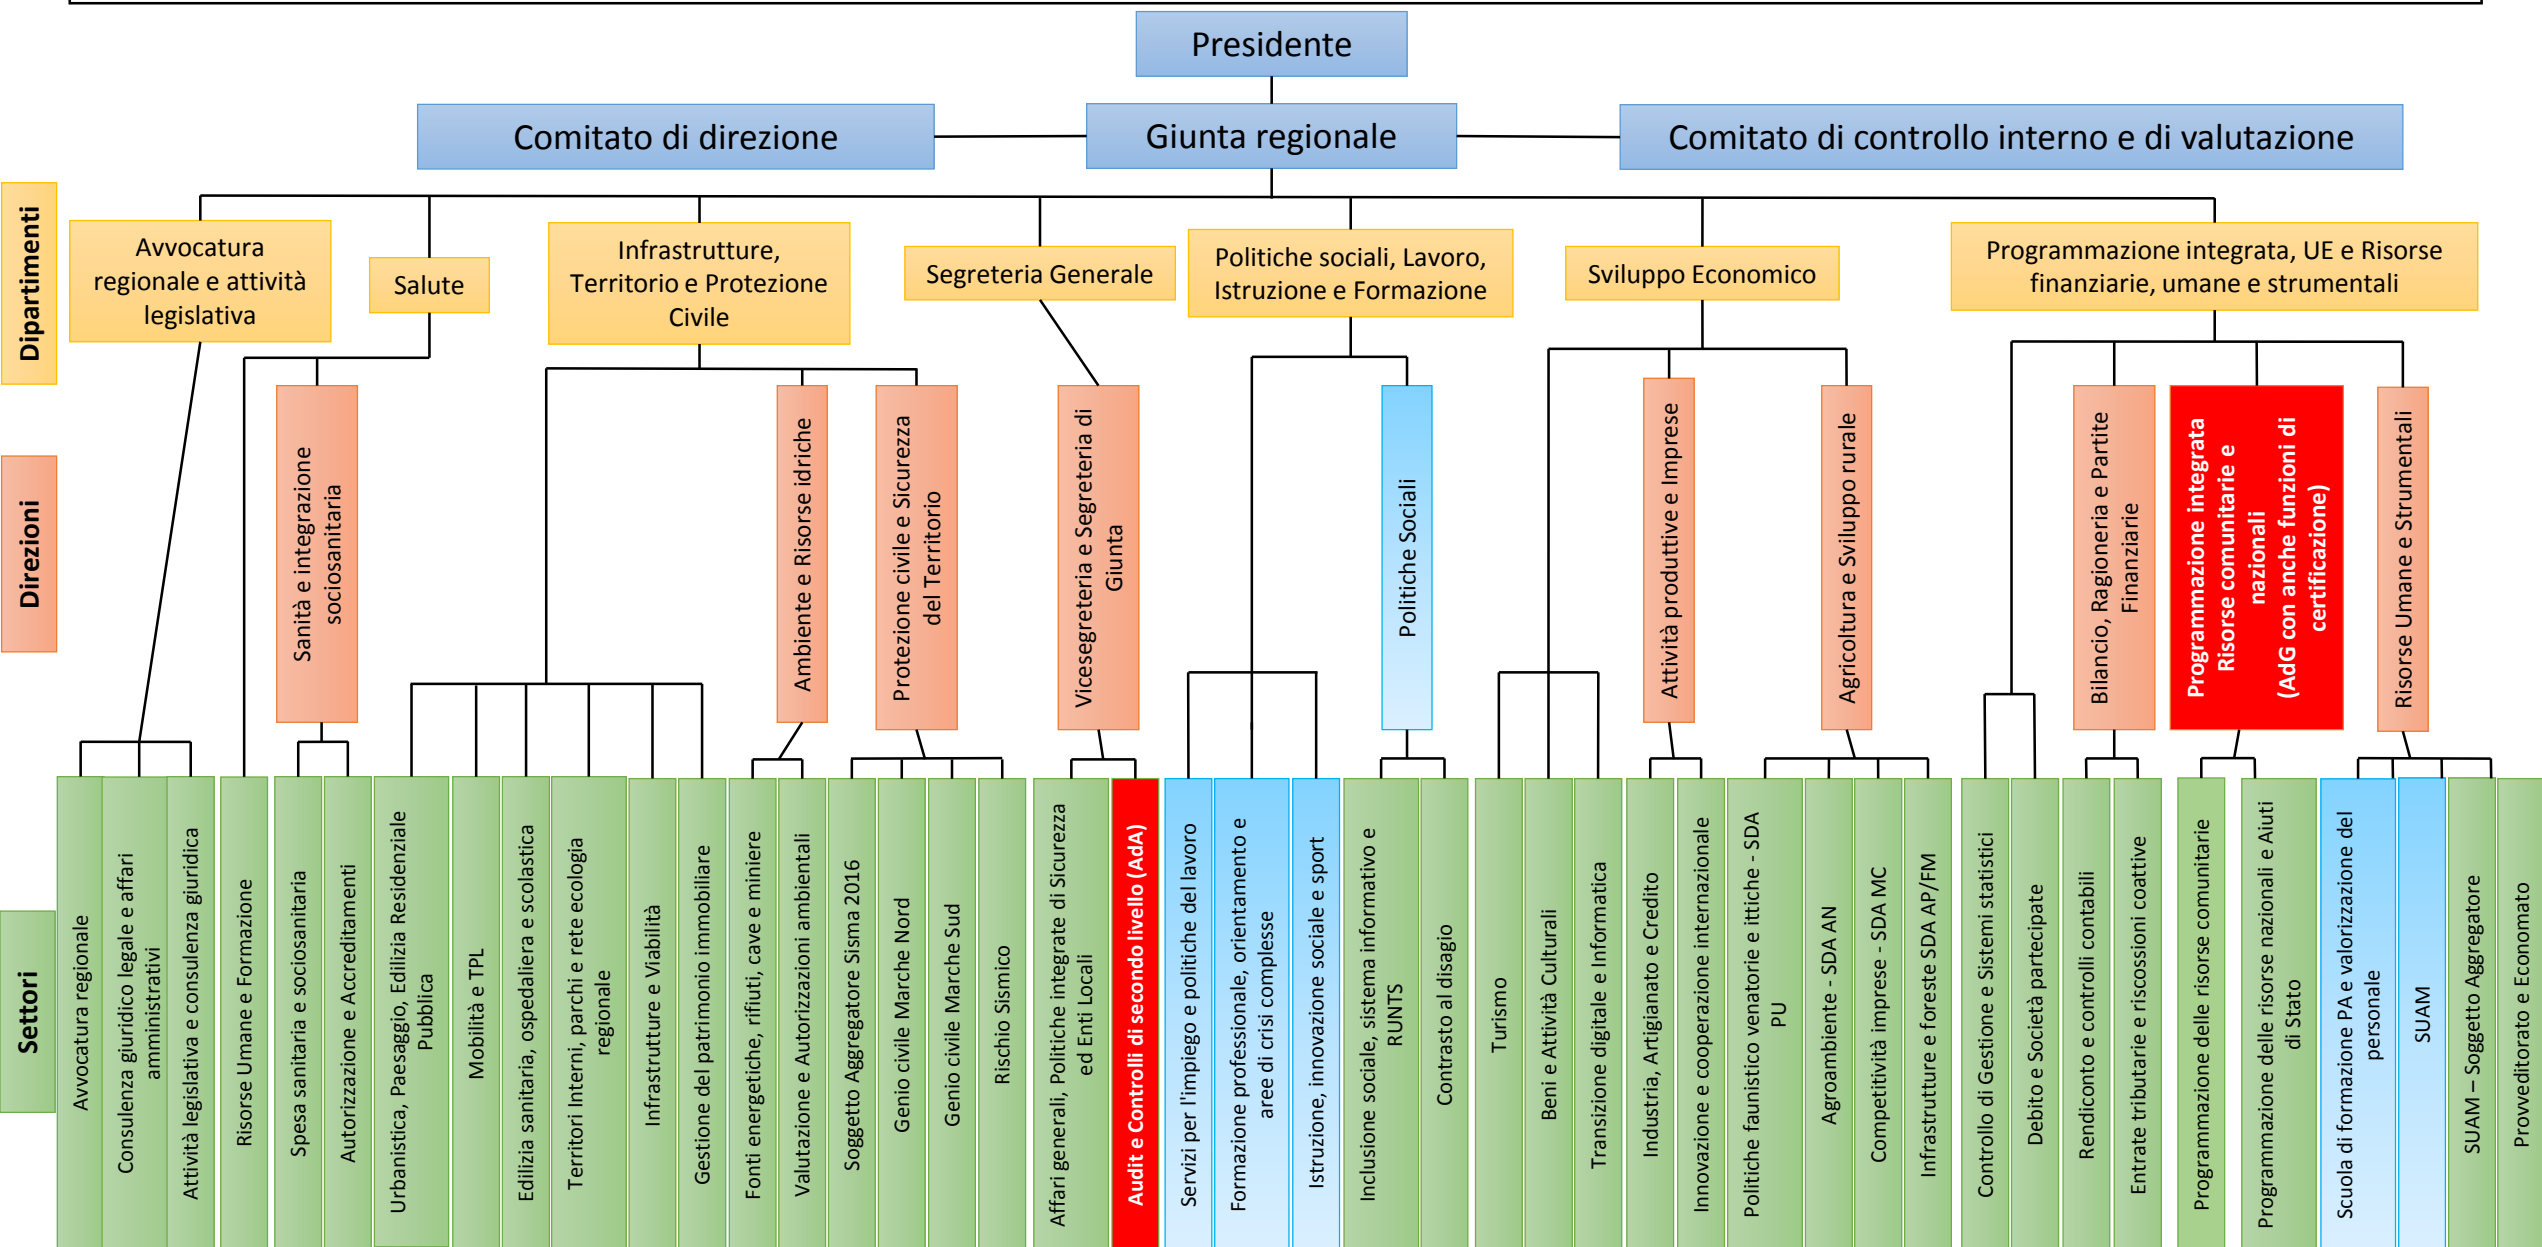 Presidente
Comitato di direzione
Giunta regionale
Comitato di controllo interno e di valutazione
Dipartimenti
Avvocatura
regionale e attività
legislativa
Salute
Infrastrutture,
Territorio e Protezione
Civile
Segreteria Generale
Politiche sociali, Lavoro,
Istruzione e Formazione
Sviluppo Economico
Programmazione integrata, UE e Risorse
finanziarie, umane e strumentali
Direzioni
Sanità e integrazione
sociosanitaria
Ambiente e Risorse idriche
Protezione civile e Sicurezza
del Territorio
Vicesegreteria e Segreteria di
Giunta
Politiche Sociali
Attività produttive e Imprese
Agricoltura e Sviluppo rurale
Bilancio, Ragioneria e Partite
Finanziarie
Programmazione integrata
Risorse comunitarie e
nazionali
(AdG con anche funzioni di
certificazione)
Risorse Umane e Strumentali
Settori
Avvocatura regionale
Consulenza giuridico legale e affari
amministrativi
Attività legislativa e consulenza giuridica
Risorse Umane e Formazione
Spesa sanitaria e sociosanitaria
Autorizzazione e Accreditamenti
Urbanistica, Paesaggio, Edilizia Residenziale
Pubblica
Mobilità e TPL
Edilizia sanitaria, ospedaliera e scolastica
Territori Interni, parchi e rete ecologia
regionale
Infrastrutture e Viabilità
Gestione del patrimonio immobiliare
Fonti energetiche, rifiuti, cave e miniere
Valutazione e Autorizzazioni ambientali
Soggetto Aggregatore Sisma 2016
Genio civile Marche Nord
Genio civile Marche Sud
Rischio Sismico
Affari generali, Politiche integrate di Sicurezza
ed Enti Locali
Audit e Controlli di secondo livello (AdA)
Servizi per l'impiego e politiche del lavoro
Formazione professionale, orientamento e
aree di crisi complesse
Istruzione, innovazione sociale e sport
Inclusione sociale, sistema informativo e
RUNTS
Contrasto al disagio
Turismo
Beni e Attività Culturali
Transizione digitale e Informatica
Industria, Artigianato e Credito
Innovazione e cooperazione internazionale
Politiche faunistico venatorie e ittiche - SDA
PU
Agroambiente - SDA AN
Competitività imprese - SDA MC
Infrastrutture e foreste SDA AP/FM
Controllo di Gestione e Sistemi statistici
Debito e Società partecipate
Rendiconto e controlli contabili
Entrate tributarie e riscossioni coattive
Programmazione delle risorse comunitarie
Programmazione delle risorse nazionali e Aiuti
di Stato
Scuola di formazione PA e valorizzazione del
personale
SUAM
SUAM – Soggetto Aggregatore
Provveditorato e Economato